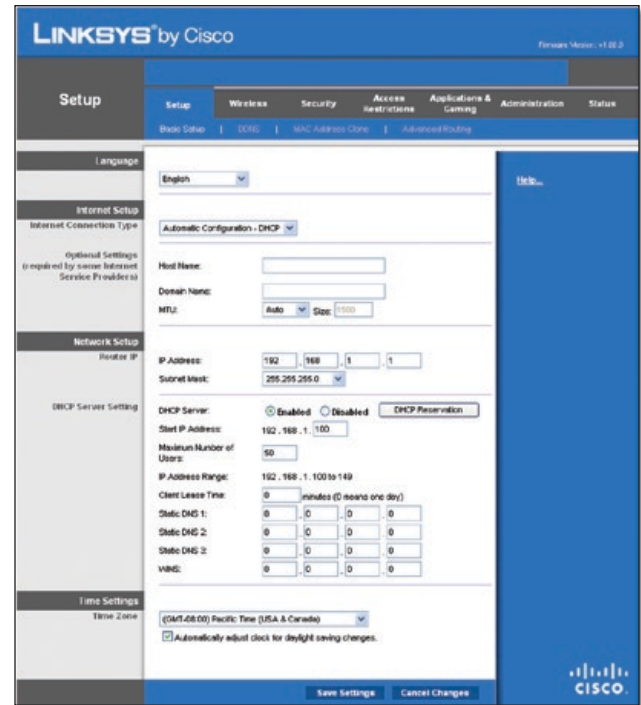 LINKSYS® by Cisco
Firmware Version: v1.00.0
Setup
Setup Wireless Security Access Restrictions Applications & Gaming Administration Status
Basic Setup | DDNS | MAC Address Clone | Advanced Routing
Language
English
Help...
Internet Setup
Internet Connection Type
Automatic Configuration - DHCP
Optional Settings
(required by some Internet
Service Providers)
Host Name:
Domain Name:
MTU: Auto Size: 1500
Network Setup
Router IP
IP Address: 192 . 168 . 1 . 1
Subnet Mask: 255.255.255.0
DHCP Server Setting
DHCP Server: Enabled Disabled DHCP Reservation
Start IP Address: 192 . 168 . 1. 100
Maximum Number of
Users: 50
IP Address Range: 192 . 168 . 1 . 100 to 149
Client Lease Time: 0 minutes (0 means one day)
Static DNS 1: 0 . 0 . 0 . 0
Static DNS 2: 0 . 0 . 0 . 0
Static DNS 3: 0 . 0 . 0 . 0
WINS: 0 . 0 . 0 . 0
Time Settings
Time Zone
(GMT-08:00) Pacific Time (USA & Canada)
Automatically adjust clock for daylight saving changes.
Save Settings Cancel Changes
CISCO.